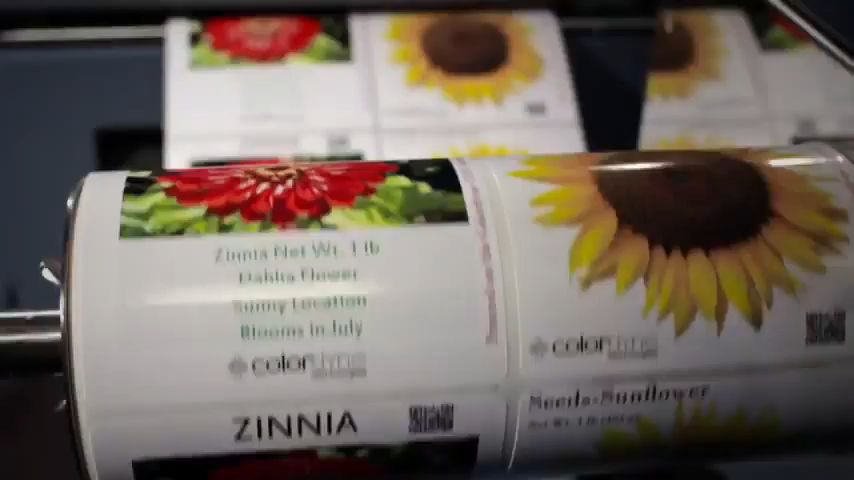 Zinnia Net Wt. 1 lb
Dahlia Flower
Sunny Location
Blooms in July
colortyme
ZINNIA
colortyme
Seeds-Sunflower